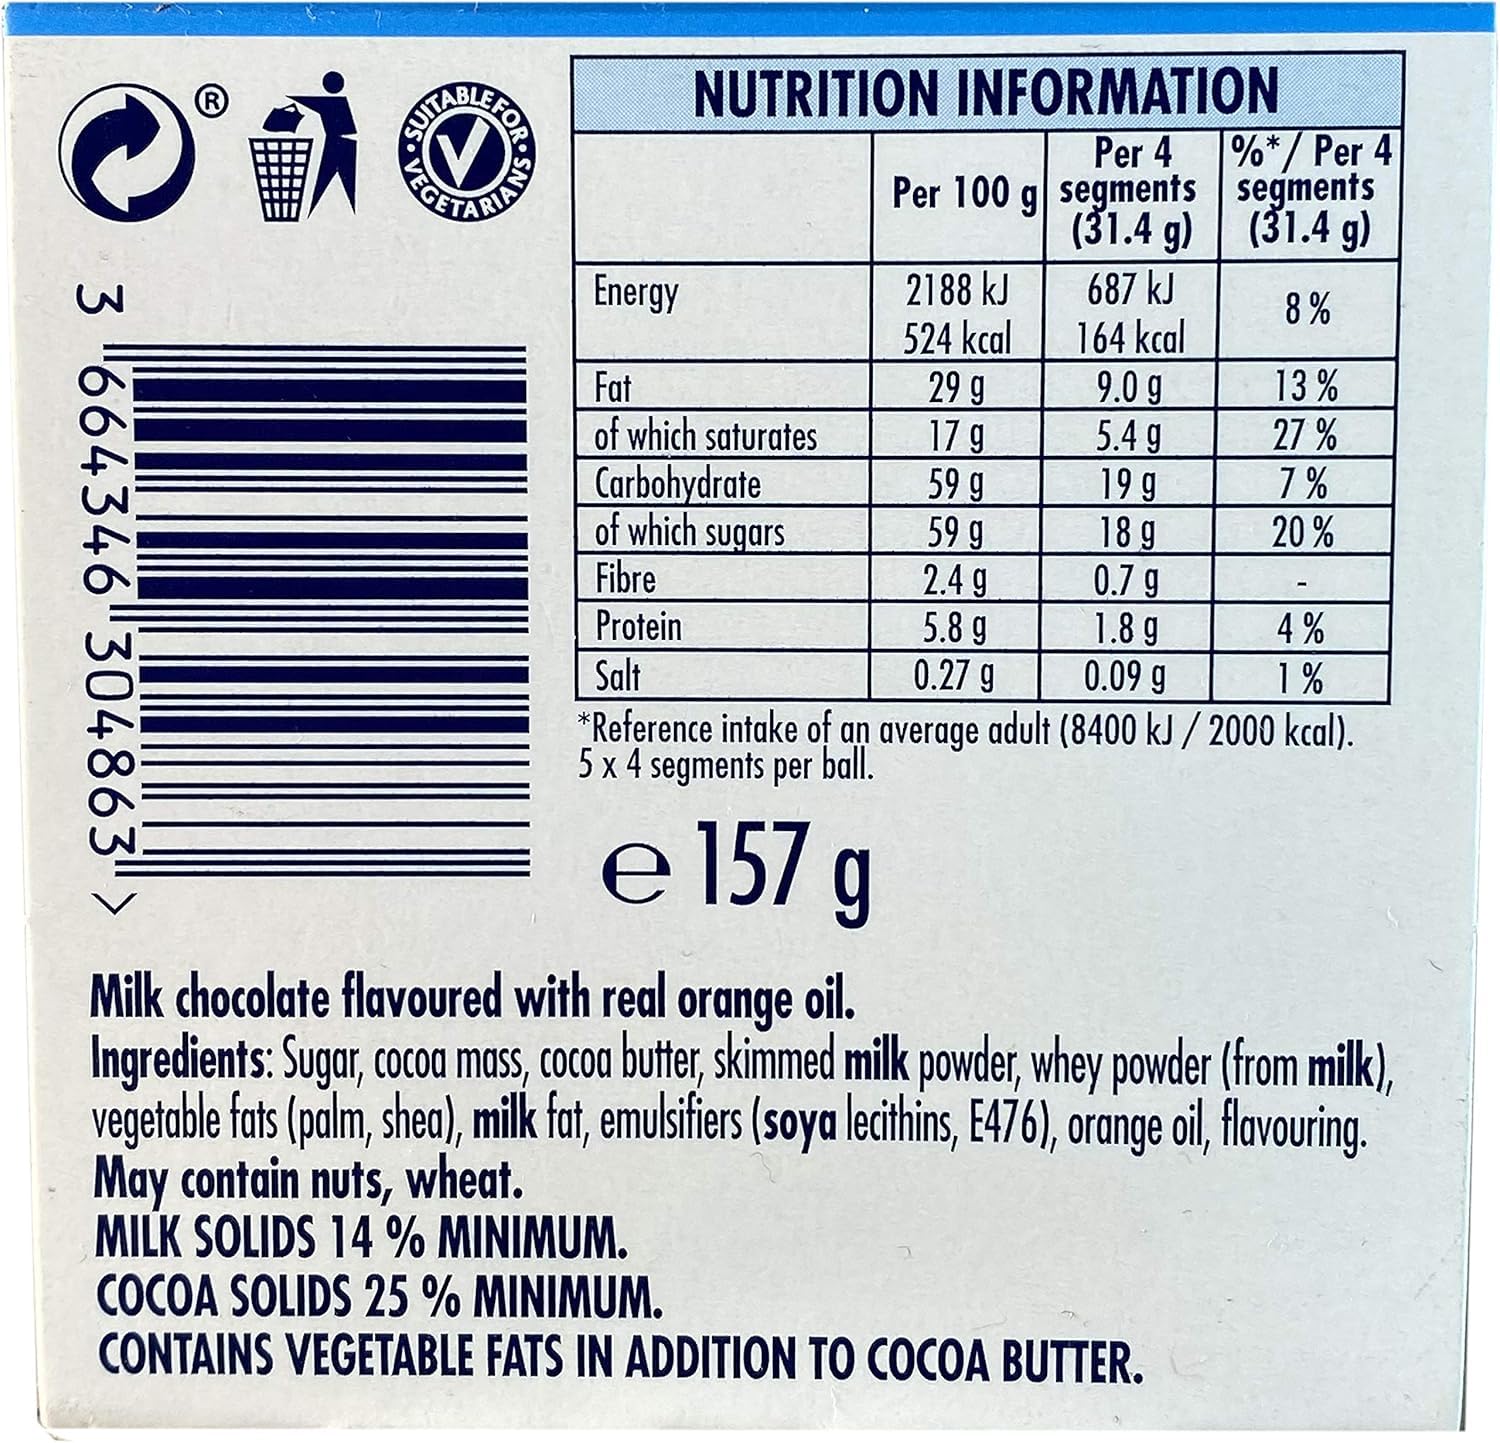 ®
SUITABLE FOR VEGETARIANS
3 664346 304863 >
NUTRITION INFORMATION
Per 100 g | Per 4 segments (31.4 g) | %*/ Per 4 segments (31.4 g)
Energy | 2188 kJ 524 kcal | 687 kJ 164 kcal | 8 %
Fat | 29 g | 9.0 g | 13 %
of which saturates | 17 g | 5.4 g | 27 %
Carbohydrate | 59 g | 19 g | 7 %
of which sugars | 59 g | 18 g | 20 %
Fibre | 2.4 g | 0.7 g | -
Protein | 5.8 g | 1.8 g | 4 %
Salt | 0.27 g | 0.09 g | 1 %
*Reference intake of an average adult (8400 kJ / 2000 kcal).
5 x 4 segments per ball.
e 157 g
Milk chocolate flavoured with real orange oil.
Ingredients: Sugar, cocoa mass, cocoa butter, skimmed milk powder, whey powder (from milk),
vegetable fats (palm, shea), milk fat, emulsifiers (soya lecithins, E476), orange oil, flavouring.
May contain nuts, wheat.
MILK SOLIDS 14 % MINIMUM.
COCOA SOLIDS 25 % MINIMUM.
CONTAINS VEGETABLE FATS IN ADDITION TO COCOA BUTTER.